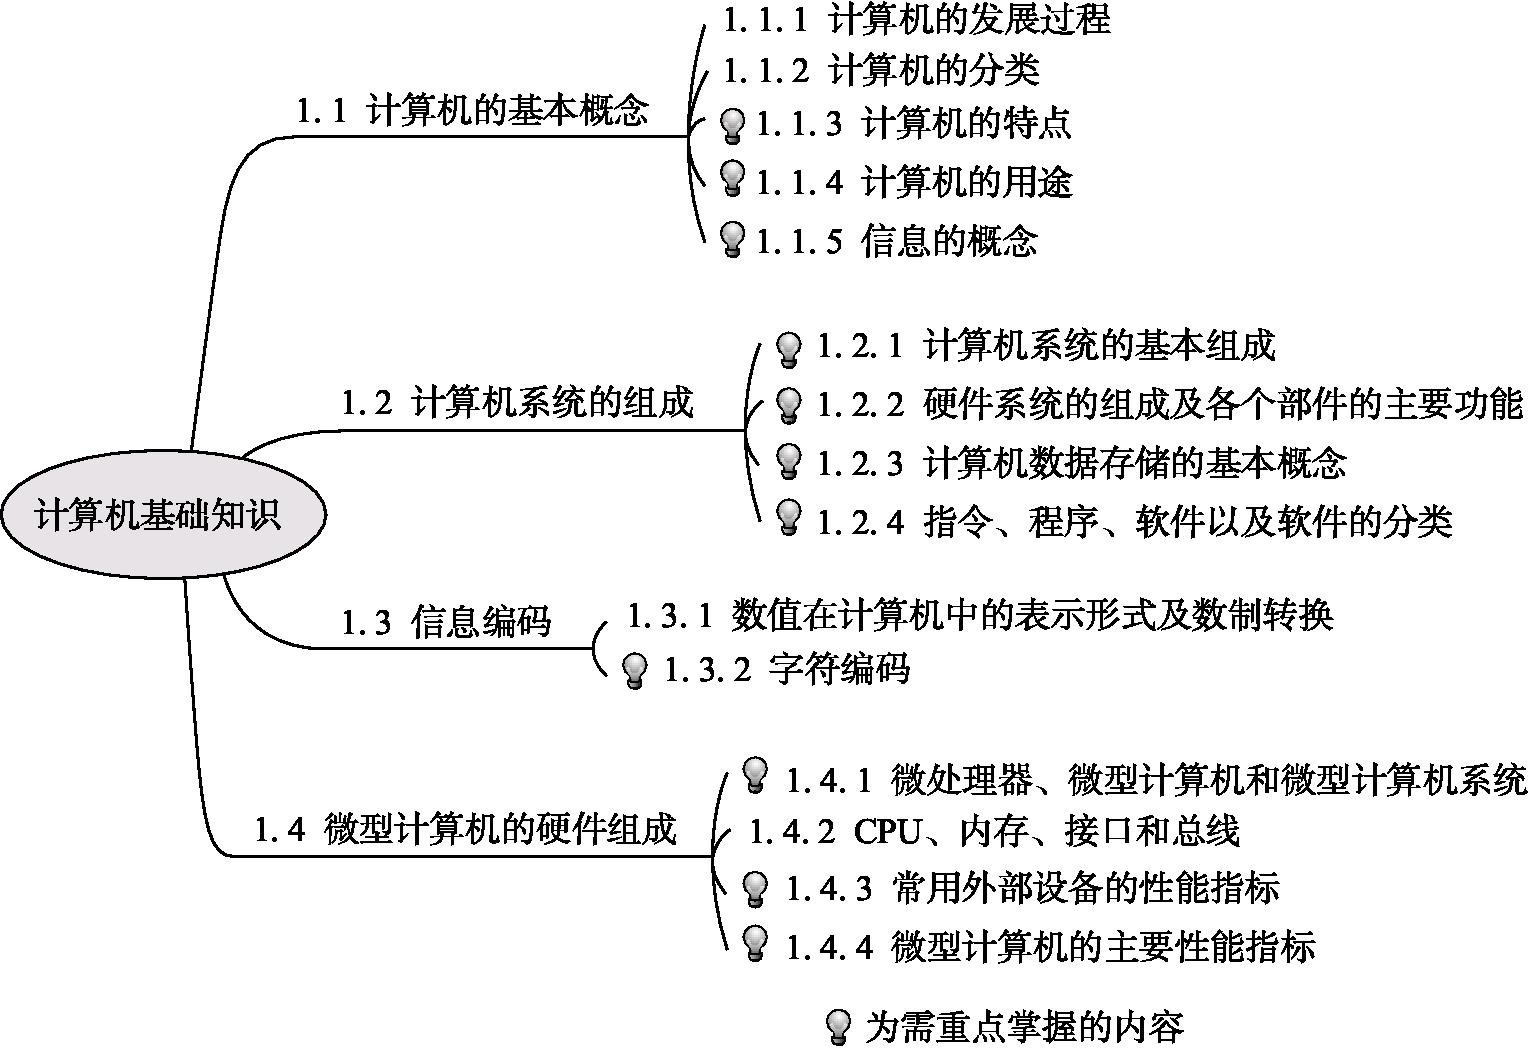 计算机基础知识
1.1 计算机的基本概念
1.1.1 计算机的发展过程
1.1.2 计算机的分类
1.1.3 计算机的特点
1.1.4 计算机的用途
1.1.5 信息的概念
1.2 计算机系统的组成
1.2.1 计算机系统的基本组成
1.2.2 硬件系统的组成及各个部件的主要功能
1.2.3 计算机数据存储的基本概念
1.2.4 指令、程序、软件以及软件的分类
1.3 信息编码
1.3.1 数值在计算机中的表示形式及数制转换
1.3.2 字符编码
1.4 微型计算机的硬件组成
1.4.1 微处理器、微型计算机和微型计算机系统
1.4.2 CPU、内存、接口和总线
1.4.3 常用外部设备的性能指标
1.4.4 微型计算机的主要性能指标
为需重点掌握的内容